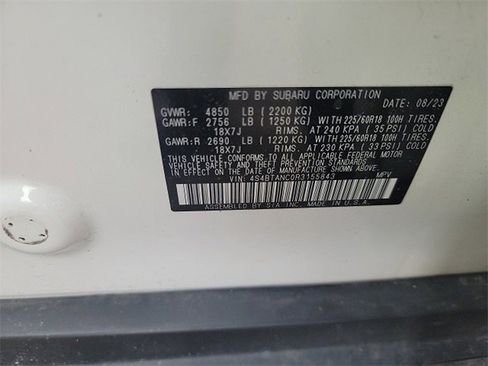 MFD BY SUBARU CORPORATION
DATE: 08/23
GVWR: 4850 LB (2200 KG)
GAWR:F 2756 LB (1250 KG) WITH 225/60R18 100H TIRES.
18X7J RIMS. AT 240 KPA (35 PSI) COLD
GAWR:R 2690 LB (1220 KG) WITH 225/60R18 100H TIRES.
18X7J RIMS. AT 230 KPA (33 PSI) COLD
THIS VEHICLE CONFORMS TO ALL APPLICABLE FEDERAL MOTOR
VEHICLE SAFETY AND THEFT PREVENTION STANDARDS
IN EFFECT ON THE DATE OF MANUFACTURE SHOWN ABOVE.
VIN: 4S4BTANC0R3155843 MPV
ASSEMBLED BY SIA INC. MADE IN U.S.A.